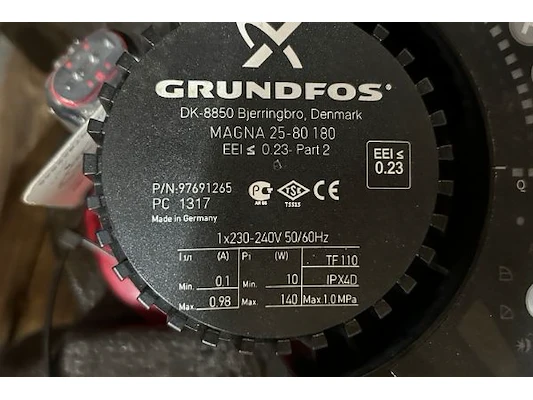 GRUNDFOS
DK-8850 Bjerringbro, Denmark
MAGNA 25-80 180
EEI ≤ 0.23- Part 2
EEI ≤
0.23
P/N:97691265
PC 1317
Made in Germany
TSE
CE
1x230-240V 50/60Hz
I1/1 (A) P1 (W) TF110
Min. 0.1 Min. 10 IPX4D
Max. 0.98 Max. 140 Max.1.0 MPa